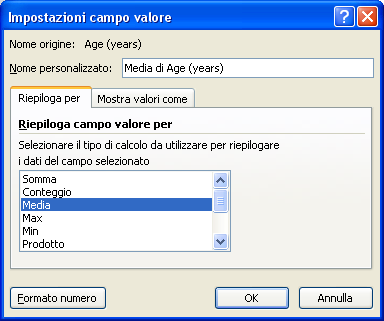 Impostazioni campo valore
Nome origine: Age (years)
Nome personalizzato: Media di Age (years)
Riepiloga per Mostra valori come
Riepiloga campo valore per
Selezionare il tipo di calcolo da utilizzare per riepilogare
i dati del campo selezionato
Somma
Conteggio
Media
Max
Min
Prodotto
Formato numero OK Annulla